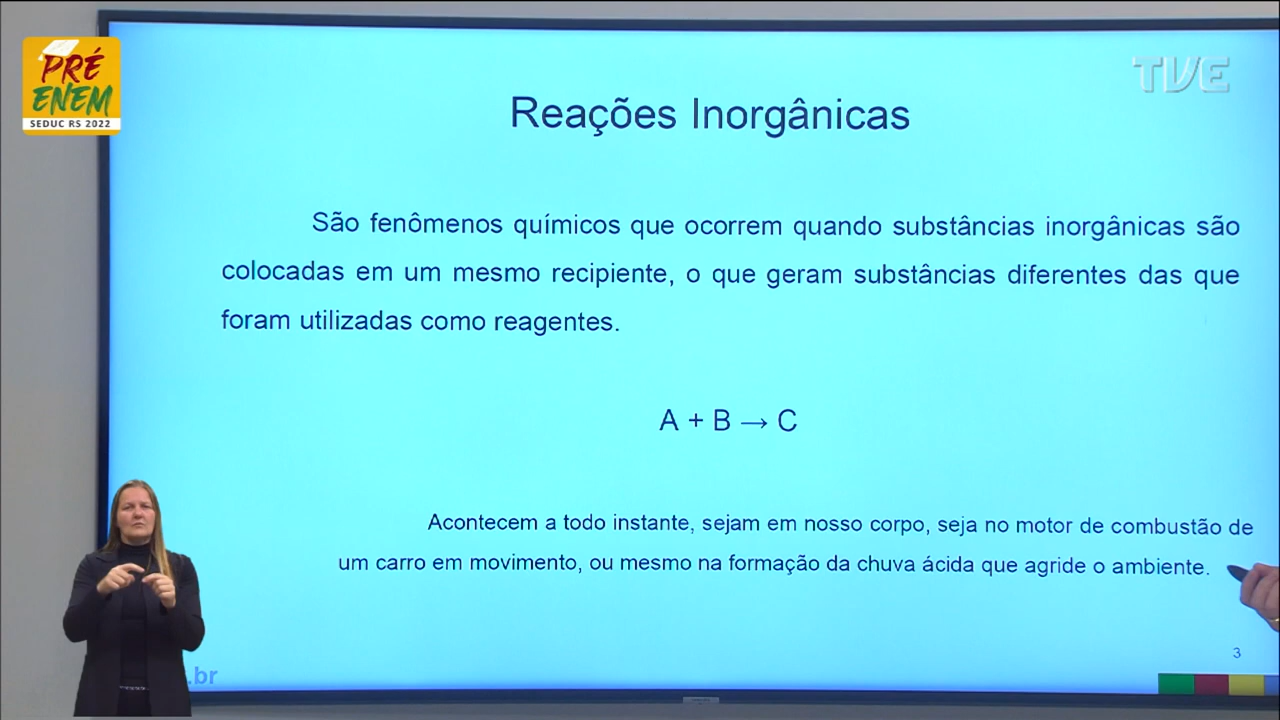 PRÉ
ENEM
SEDUC RS 2022
TVE
Reações Inorgânicas
São fenômenos químicos que ocorrem quando substâncias inorgânicas são
colocadas em um mesmo recipiente, o que geram substâncias diferentes das que
foram utilizadas como reagentes.
A + B → C
Acontecem a todo instante, sejam em nosso corpo, seja no motor de combustão de
um carro em movimento, ou mesmo na formação da chuva ácida que agride o ambiente.
3
.br